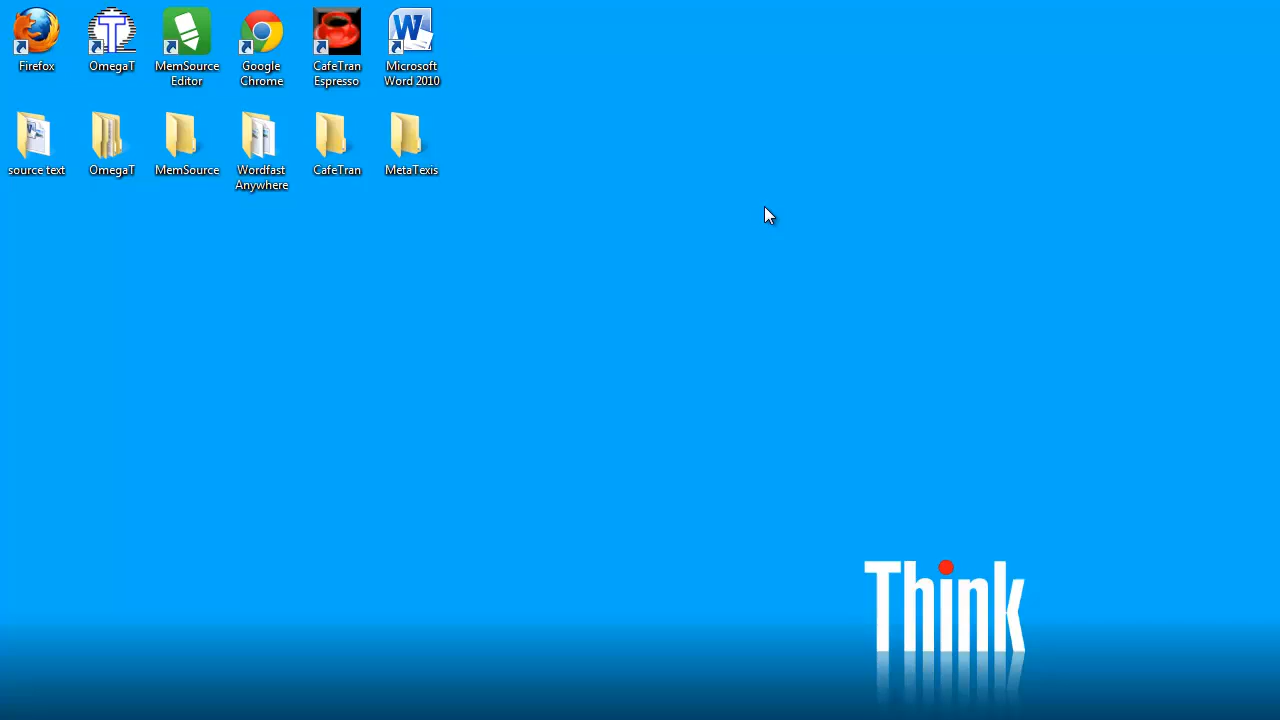 Firefox
OmegaT
MemSource
Editor
Google
Chrome
CafeTran
Espresso
Microsoft
Word 2010
source text
OmegaT
MemSource
Wordfast
Anywhere
CafeTran
MetaTexis
Think